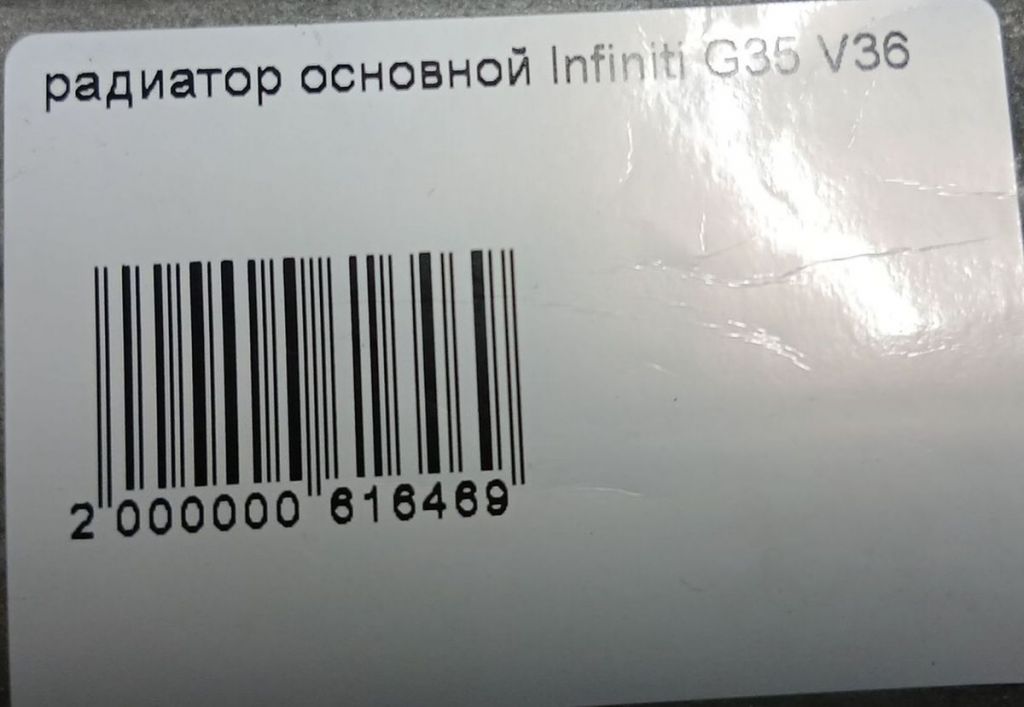 радиатор основной Infiniti G35 V36
2 000000 616469